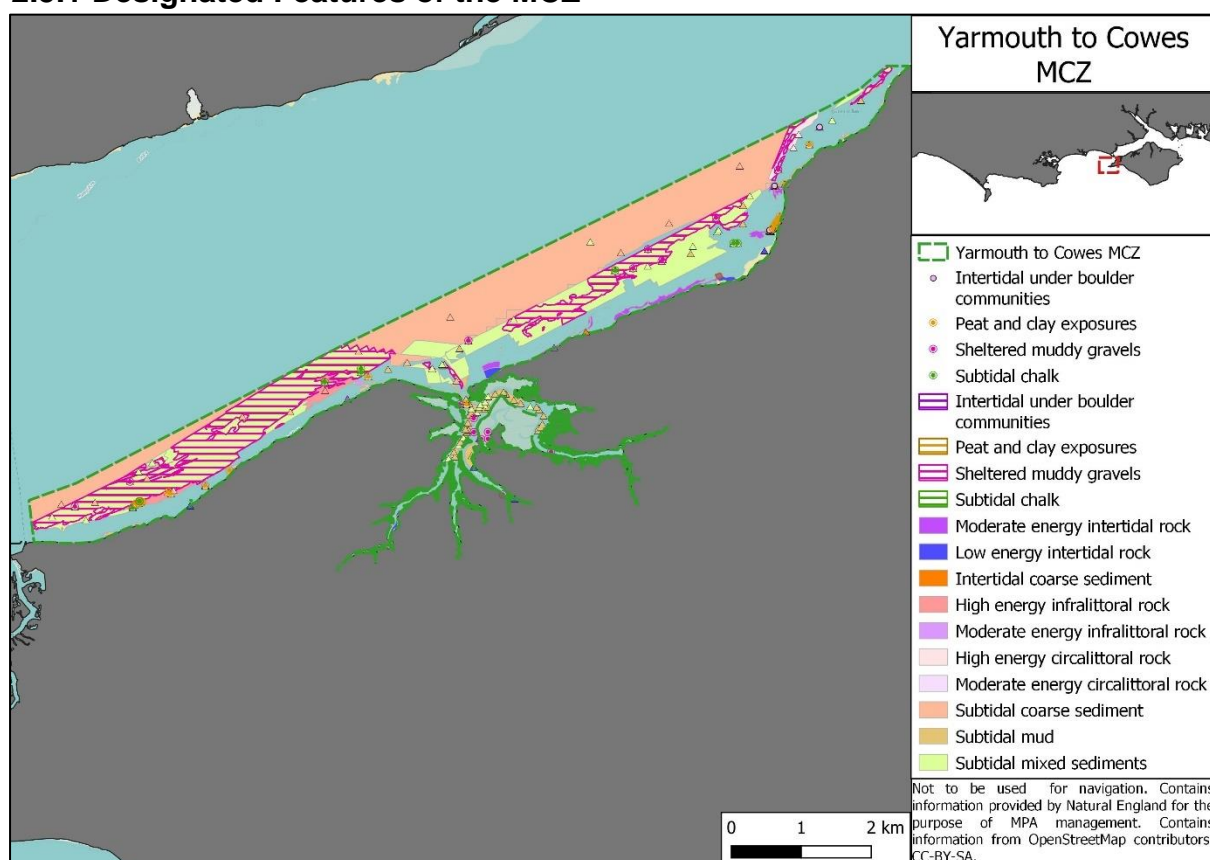 2.3.1 Designated Features of the MCZ
Yarmouth to Cowes
MCZ
Yarmouth to Cowes MCZ
Intertidal under boulder
communities
Peat and clay exposures
Sheltered muddy gravels
Subtidal chalk
Intertidal under boulder
communities
Peat and clay exposures
Sheltered muddy gravels
Subtidal chalk
Moderate energy intertidal rock
Low energy intertidal rock
Intertidal coarse sediment
High energy infralittoral rock
Moderate energy infralittoral rock
High energy circalittoral rock
Moderate energy circalittoral rock
Subtidal coarse sediment
Subtidal mud
Subtidal mixed sediments
Not to be used for navigation. Contains
information provided by Natural England for the
purpose of MPA management. Contains
information from OpenStreetMap contributors
CC-BY-SA.
0 1 2 km